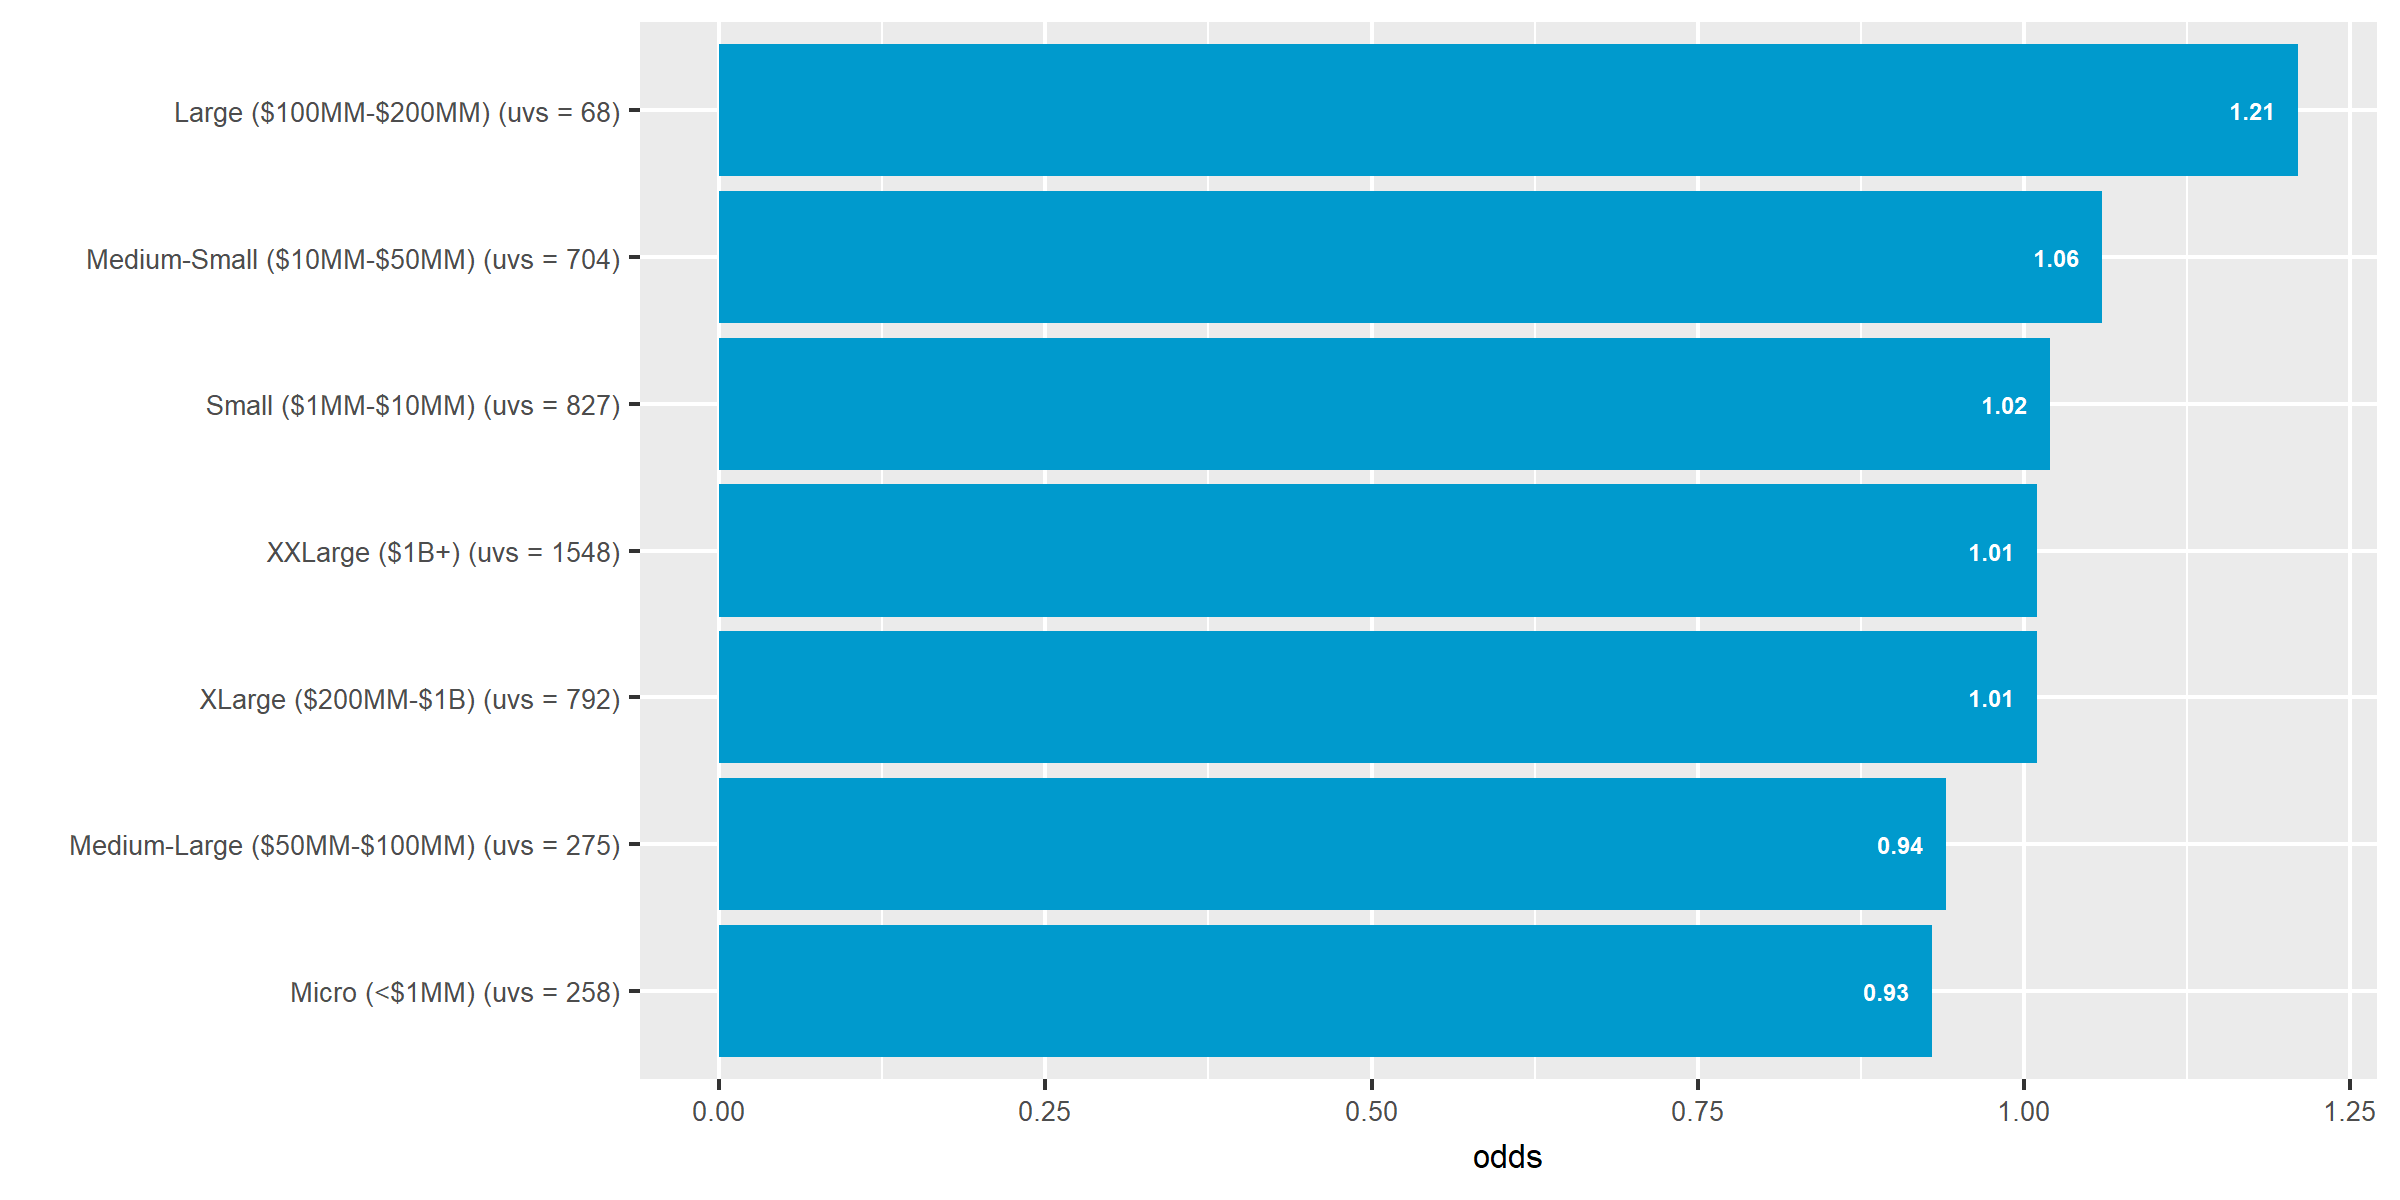 Large ($100MM-$200MM) (uvs = 68)
1.21
Medium-Small ($10MM-$50MM) (uvs = 704)
1.06
Small ($1MM-$10MM) (uvs = 827)
1.02
XXLarge ($1B+) (uvs = 1548)
1.01
XLarge ($200MM-$1B) (uvs = 792)
1.01
Medium-Large ($50MM-$100MM) (uvs = 275)
0.94
Micro (<$1MM) (uvs = 258)
0.93
0.00 0.25 0.50 0.75 1.00 1.25
odds